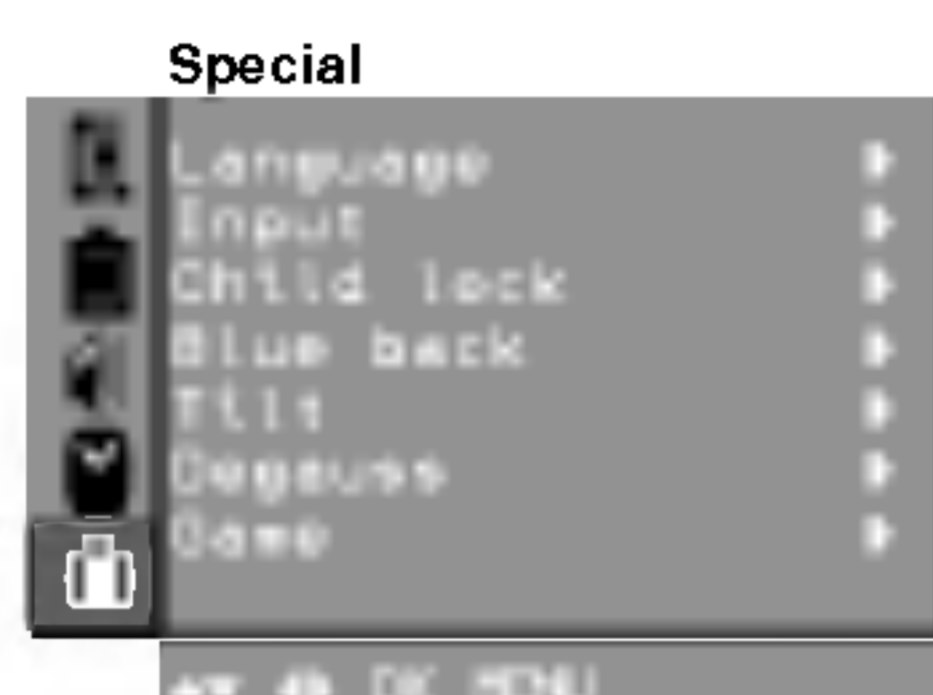 Special
Language
Input
Child lock
Blue back
Tilt
Degauss
Game
OK MENU